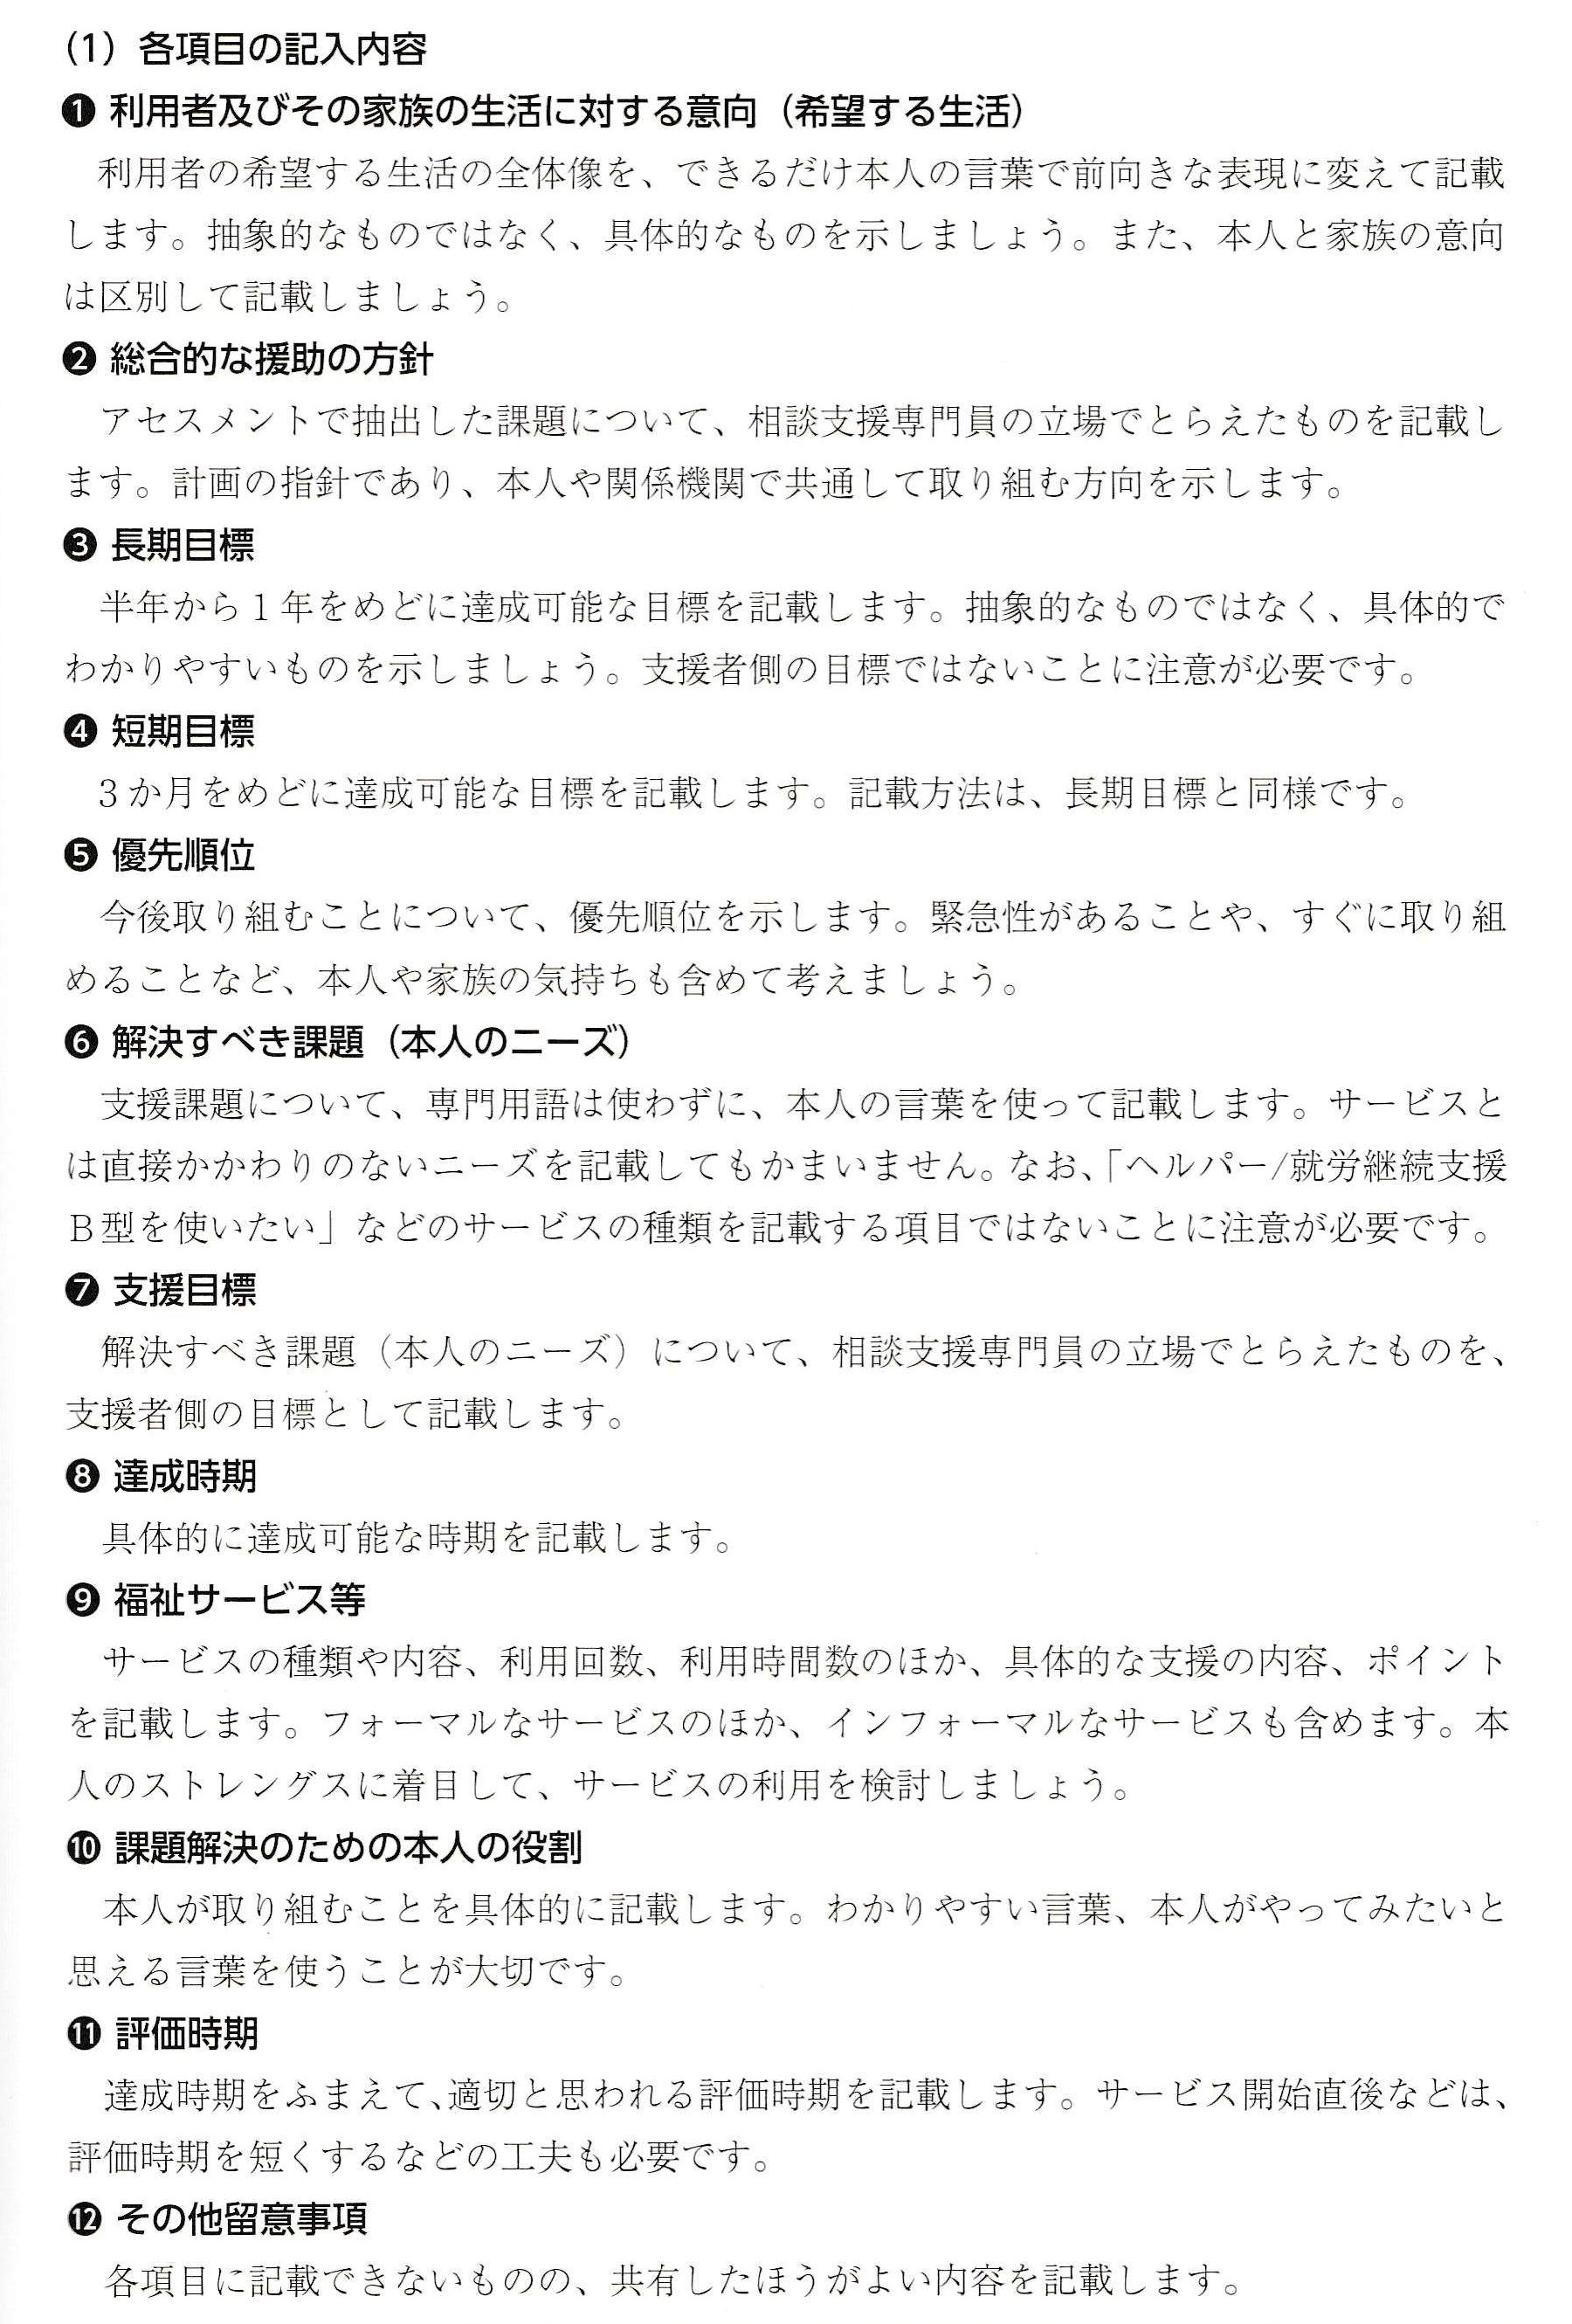 （1）各項目の記入内容
❶ 利用者及びその家族の生活に対する意向（希望する生活）
利用者の希望する生活の全体像を、できるだけ本人の言葉で前向きな表現に変えて記載
します。抽象的なものではなく、具体的なものを示しましょう。また、本人と家族の意向
は区別して記載しましょう。
❷ 総合的な援助の方針
アセスメントで抽出した課題について、相談支援専門員の立場でとらえたものを記載し
ます。計画の指針であり、本人や関係機関で共通して取り組む方向を示します。
❸ 長期目標
半年から１年をめどに達成可能な目標を記載します。抽象的なものではなく、具体的で
わかりやすいものを示しましょう。支援者側の目標ではないことに注意が必要です。
❹ 短期目標
３か月をめどに達成可能な目標を記載します。記載方法は、長期目標と同様です。
❺ 優先順位
今後取り組むことについて、優先順位を示します。緊急性があることや、すぐに取り組
めることなど、本人や家族の気持ちも含めて考えましょう。
❻ 解決すべき課題（本人のニーズ）
支援課題について、専門用語は使わずに、本人の言葉を使って記載します。サービスと
は直接かかわりのないニーズを記載してもかまいません。なお、「ヘルパー/就労継続支援
Ｂ型を使いたい」などのサービスの種類を記載する項目ではないことに注意が必要です。
❼ 支援目標
解決すべき課題（本人のニーズ）について、相談支援専門員の立場でとらえたものを、
支援者側の目標として記載します。
❽ 達成時期
具体的に達成可能な時期を記載します。
❾ 福祉サービス等
サービスの種類や内容、利用回数、利用時間数のほか、具体的な支援の内容、ポイント
を記載します。フォーマルなサービスのほか、インフォーマルなサービスも含めます。本
人のストレングスに着目して、サービスの利用を検討しましょう。
❿ 課題解決のための本人の役割
本人が取り組むことを具体的に記載します。わかりやすい言葉、本人がやってみたいと
思える言葉を使うことが大切です。
⓫ 評価時期
達成時期をふまえて、適切と思われる評価時期を記載します。サービス開始直後などは、
評価時期を短くするなどの工夫も必要です。
⓬ その他留意事項
各項目に記載できないものの、共有したほうがよい内容を記載します。